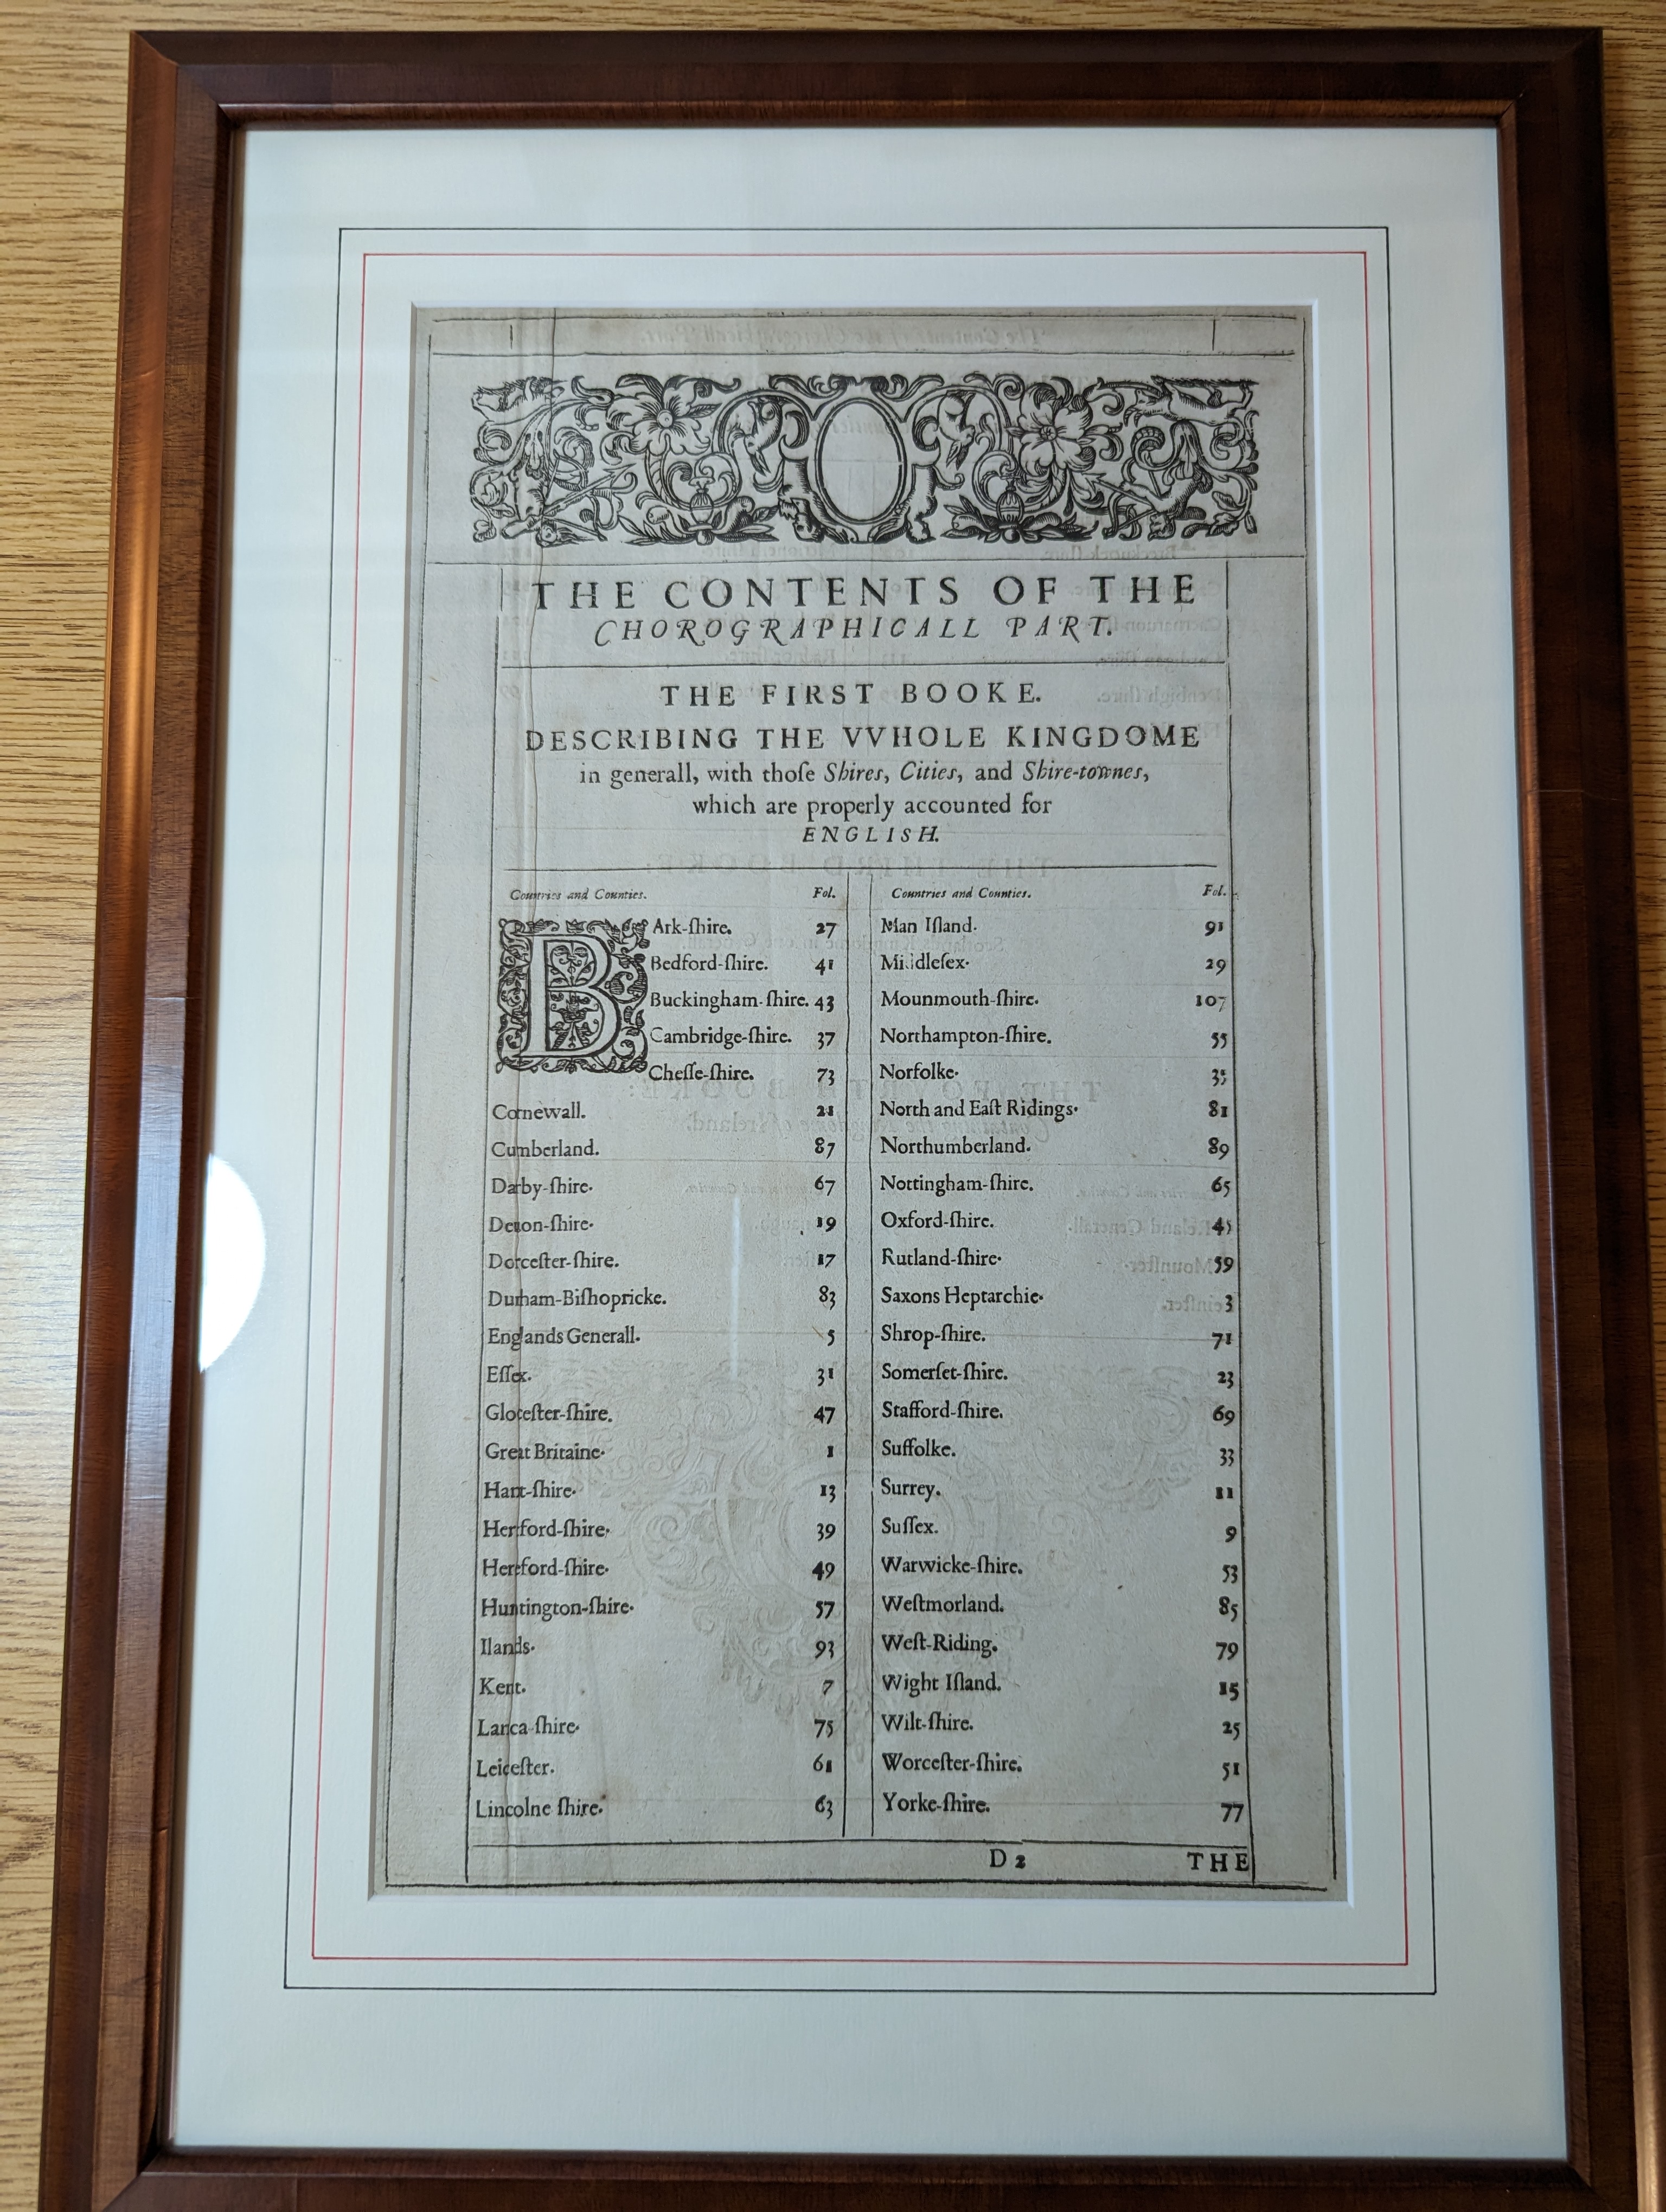 THE CONTENTS OF THE
CHOROGRAPHICALL PART.
THE FIRST BOOKE.
DESCRIBING THE VVHOLE KINGDOME
in generall, with thoſe Shires, Cities, and Shire-townes,
which are properly accounted for
ENGLISH.
Countries and Counties. Fol.
BArk-ſhire. 27
Bedford-ſhire. 41
Buckingham-ſhire. 43
Cambridge-ſhire. 37
Cheſſe-ſhire. 73
Cornewall. 21
Cumberland. 87
Darby-ſhire. 67
Deuon-ſhire. 19
Dorceſter-ſhire. 17
Durham-Biſhopricke. 83
Englands Generall. 5
Eſſex. 31
Gloceſter-ſhire. 47
Great Britaine. 1
Hant-ſhire. 13
Hertford-ſhire. 39
Hereford-ſhire. 49
Huntington-ſhire. 57
Ilands. 93
Kent. 7
Lanca-ſhire. 75
Leiceſter. 61
Lincolne ſhire. 63
Countries and Counties. Fol.
Man Iſland. 91
Middleſex. 29
Mounmouth-ſhire. 107
Northampton-ſhire. 55
Norfolke.
North and Eaſt Ridings. 81
Northumberland. 89
Nottingham-ſhire. 65
Oxford-ſhire.
Rutland-ſhire. 59
Saxons Heptarchie. 3
Shrop-ſhire. 71
Somerſet-ſhire. 23
Stafford-ſhire. 69
Suffolke. 33
Surrey. 11
Suſſex. 9
Warwicke-ſhire. 53
Weſtmorland. 85
Weſt-Riding. 79
Wight Iſland. 15
Wilt-ſhire. 25
Worceſter-ſhire. 51
Yorke-ſhire. 77
D 2 THE